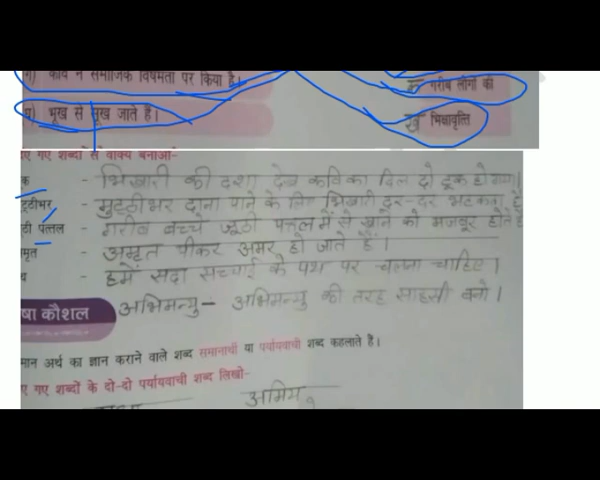 ग) कवि ने समाजिक विषमता पर किया है।
गरीब लोगों की
घ) भूख से सूख जाते हैं।
भिक्षावृत्ति
ए गए शब्दों से वाक्य बनाओ-
क - भिखारी की दशा देख कवि का दिल दो टूक हो गया।
ट्ठीभर - मुट्ठीभर दाना पाने के लिए भिखारी दर-दर भटकता है
ठी पत्तल - गरीब बच्चे जूठी पत्तल में से खाने को मजबूर होते हैं
मृत - अमृत पीकर अमर हो जाते हैं।
थ - हमें सदा सच्चाई के पथ पर चलना चाहिए।
अभिमन्यु - अभिमन्यु की तरह साहसी बनो।
षा कौशल
मान अर्थ का ज्ञान कराने वाले शब्द समानार्थी या पर्यायवाची शब्द कहलाते हैं।
ए गए शब्दों के दो-दो पर्यायवाची शब्द लिखो-
अमिय